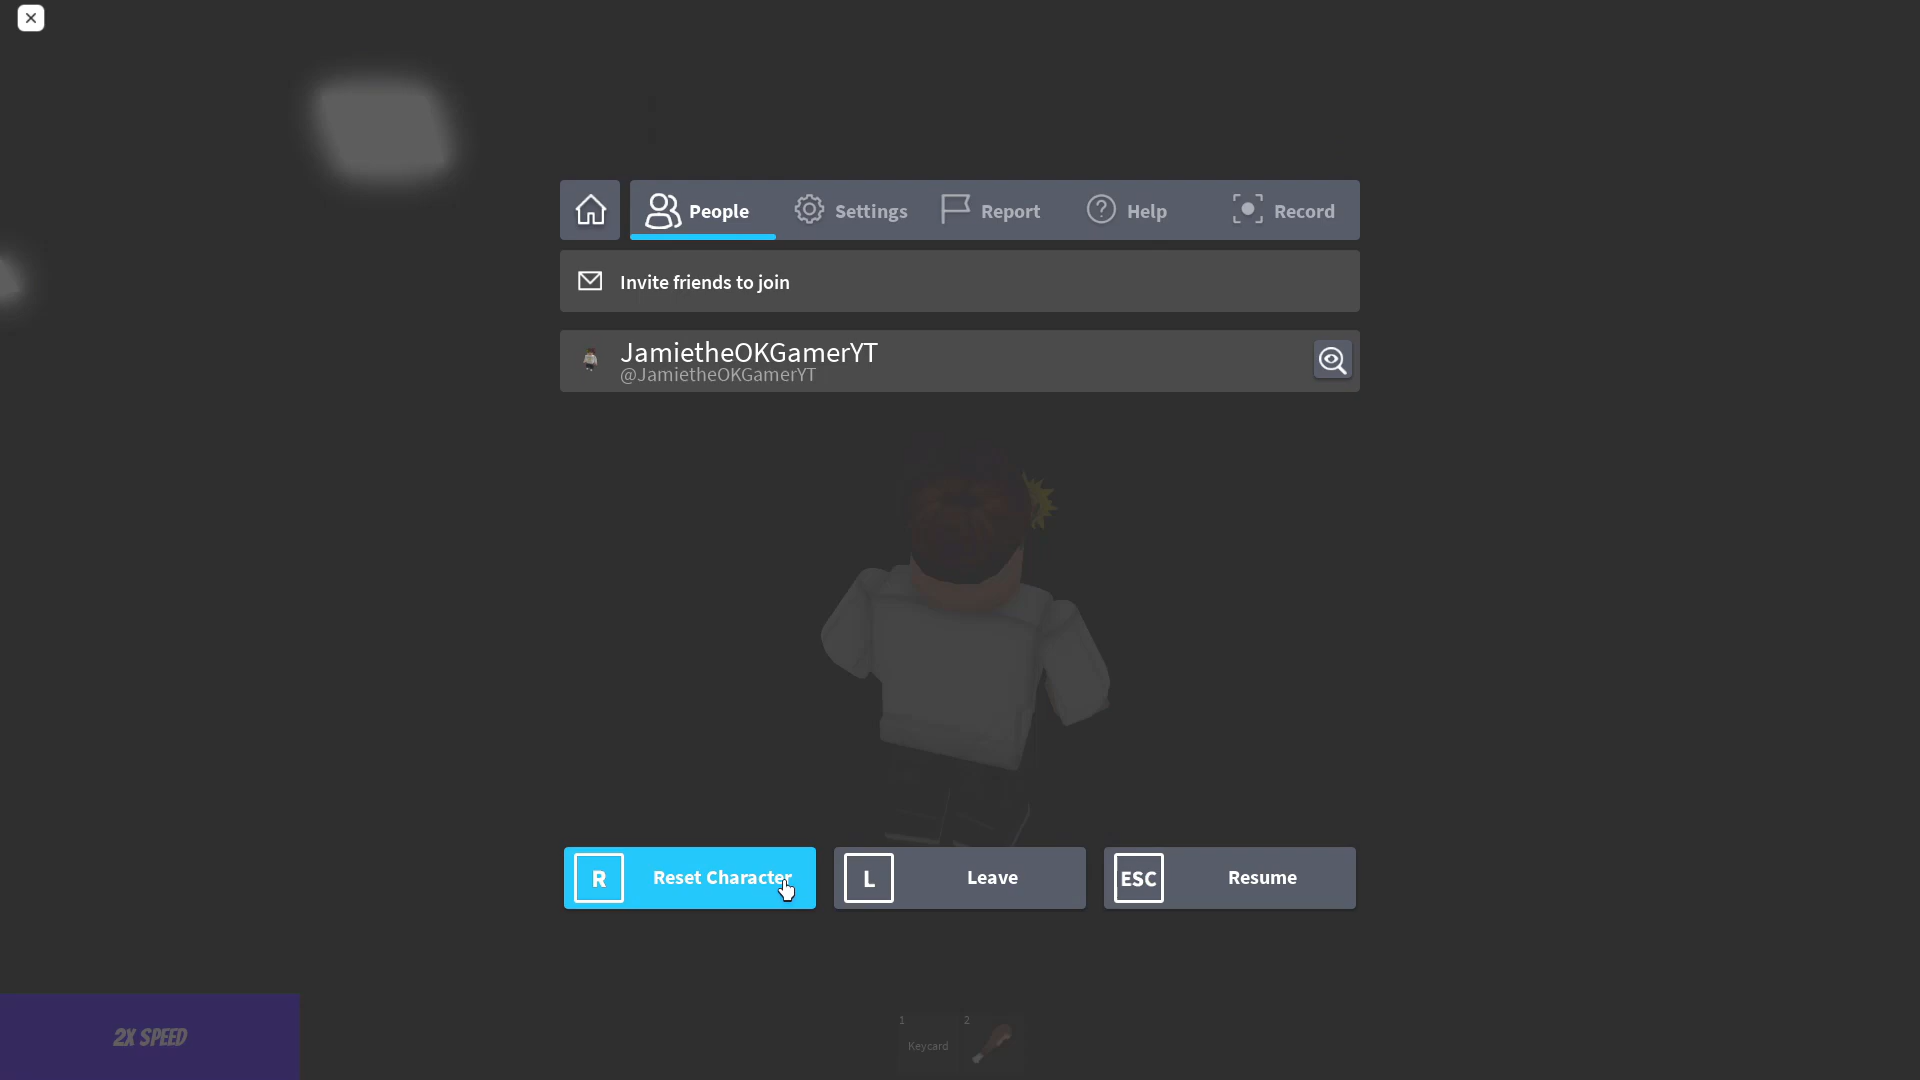 People
Settings
Report
Help
Record
Invite friends to join
JamietheOKGamerYT
@JamietheOKGamerYT
R
Reset Character
L
Leave
ESC
Resume
2X SPEED
1
Keycard
2